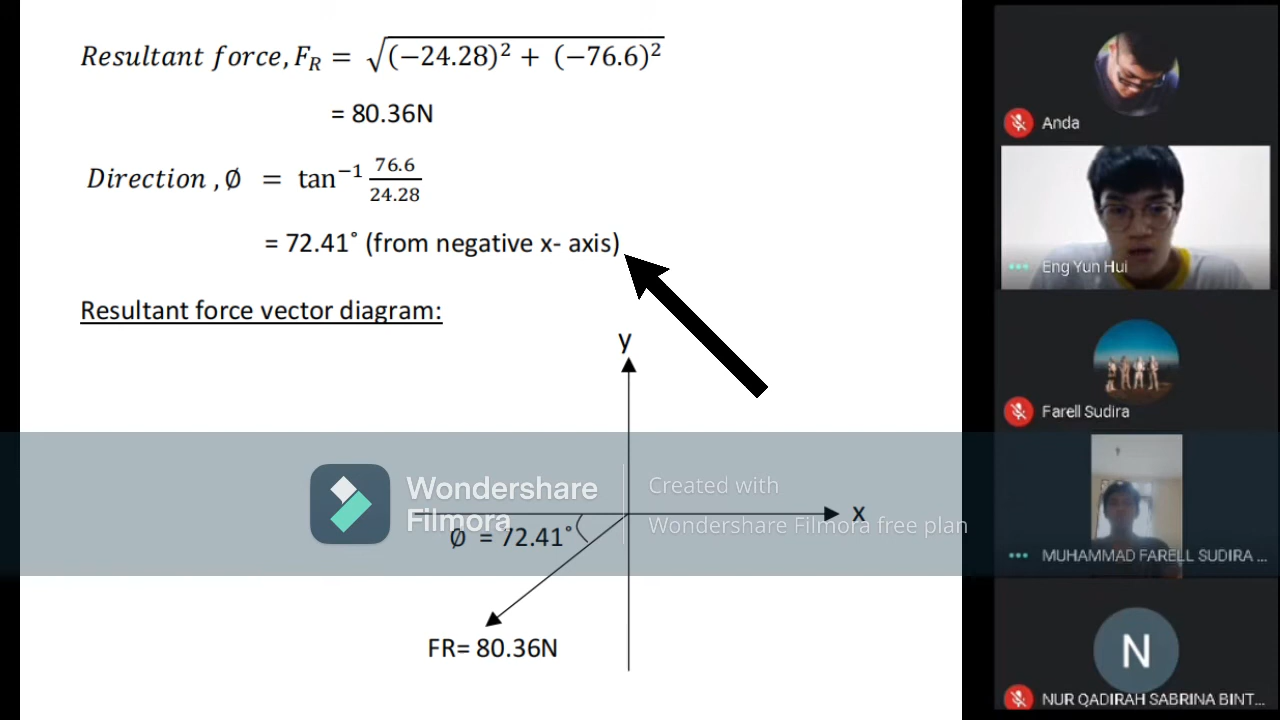 Resultant force, F_R = √(−24.28)² + (−76.6)²
= 80.36N
Direction , ∅ = tan⁻¹ 76.6/24.28
= 72.41˚ (from negative x- axis)
Resultant force vector diagram:
y
x
∅ = 72.41˚
FR= 80.36N
Wondershare
Filmora
Created with
Wondershare Filmora free plan
Anda
Eng Yun Hui
Farell Sudira
MUHAMMAD FARELL SUDIRA ...
N
NUR QADIRAH SABRINA BINT...